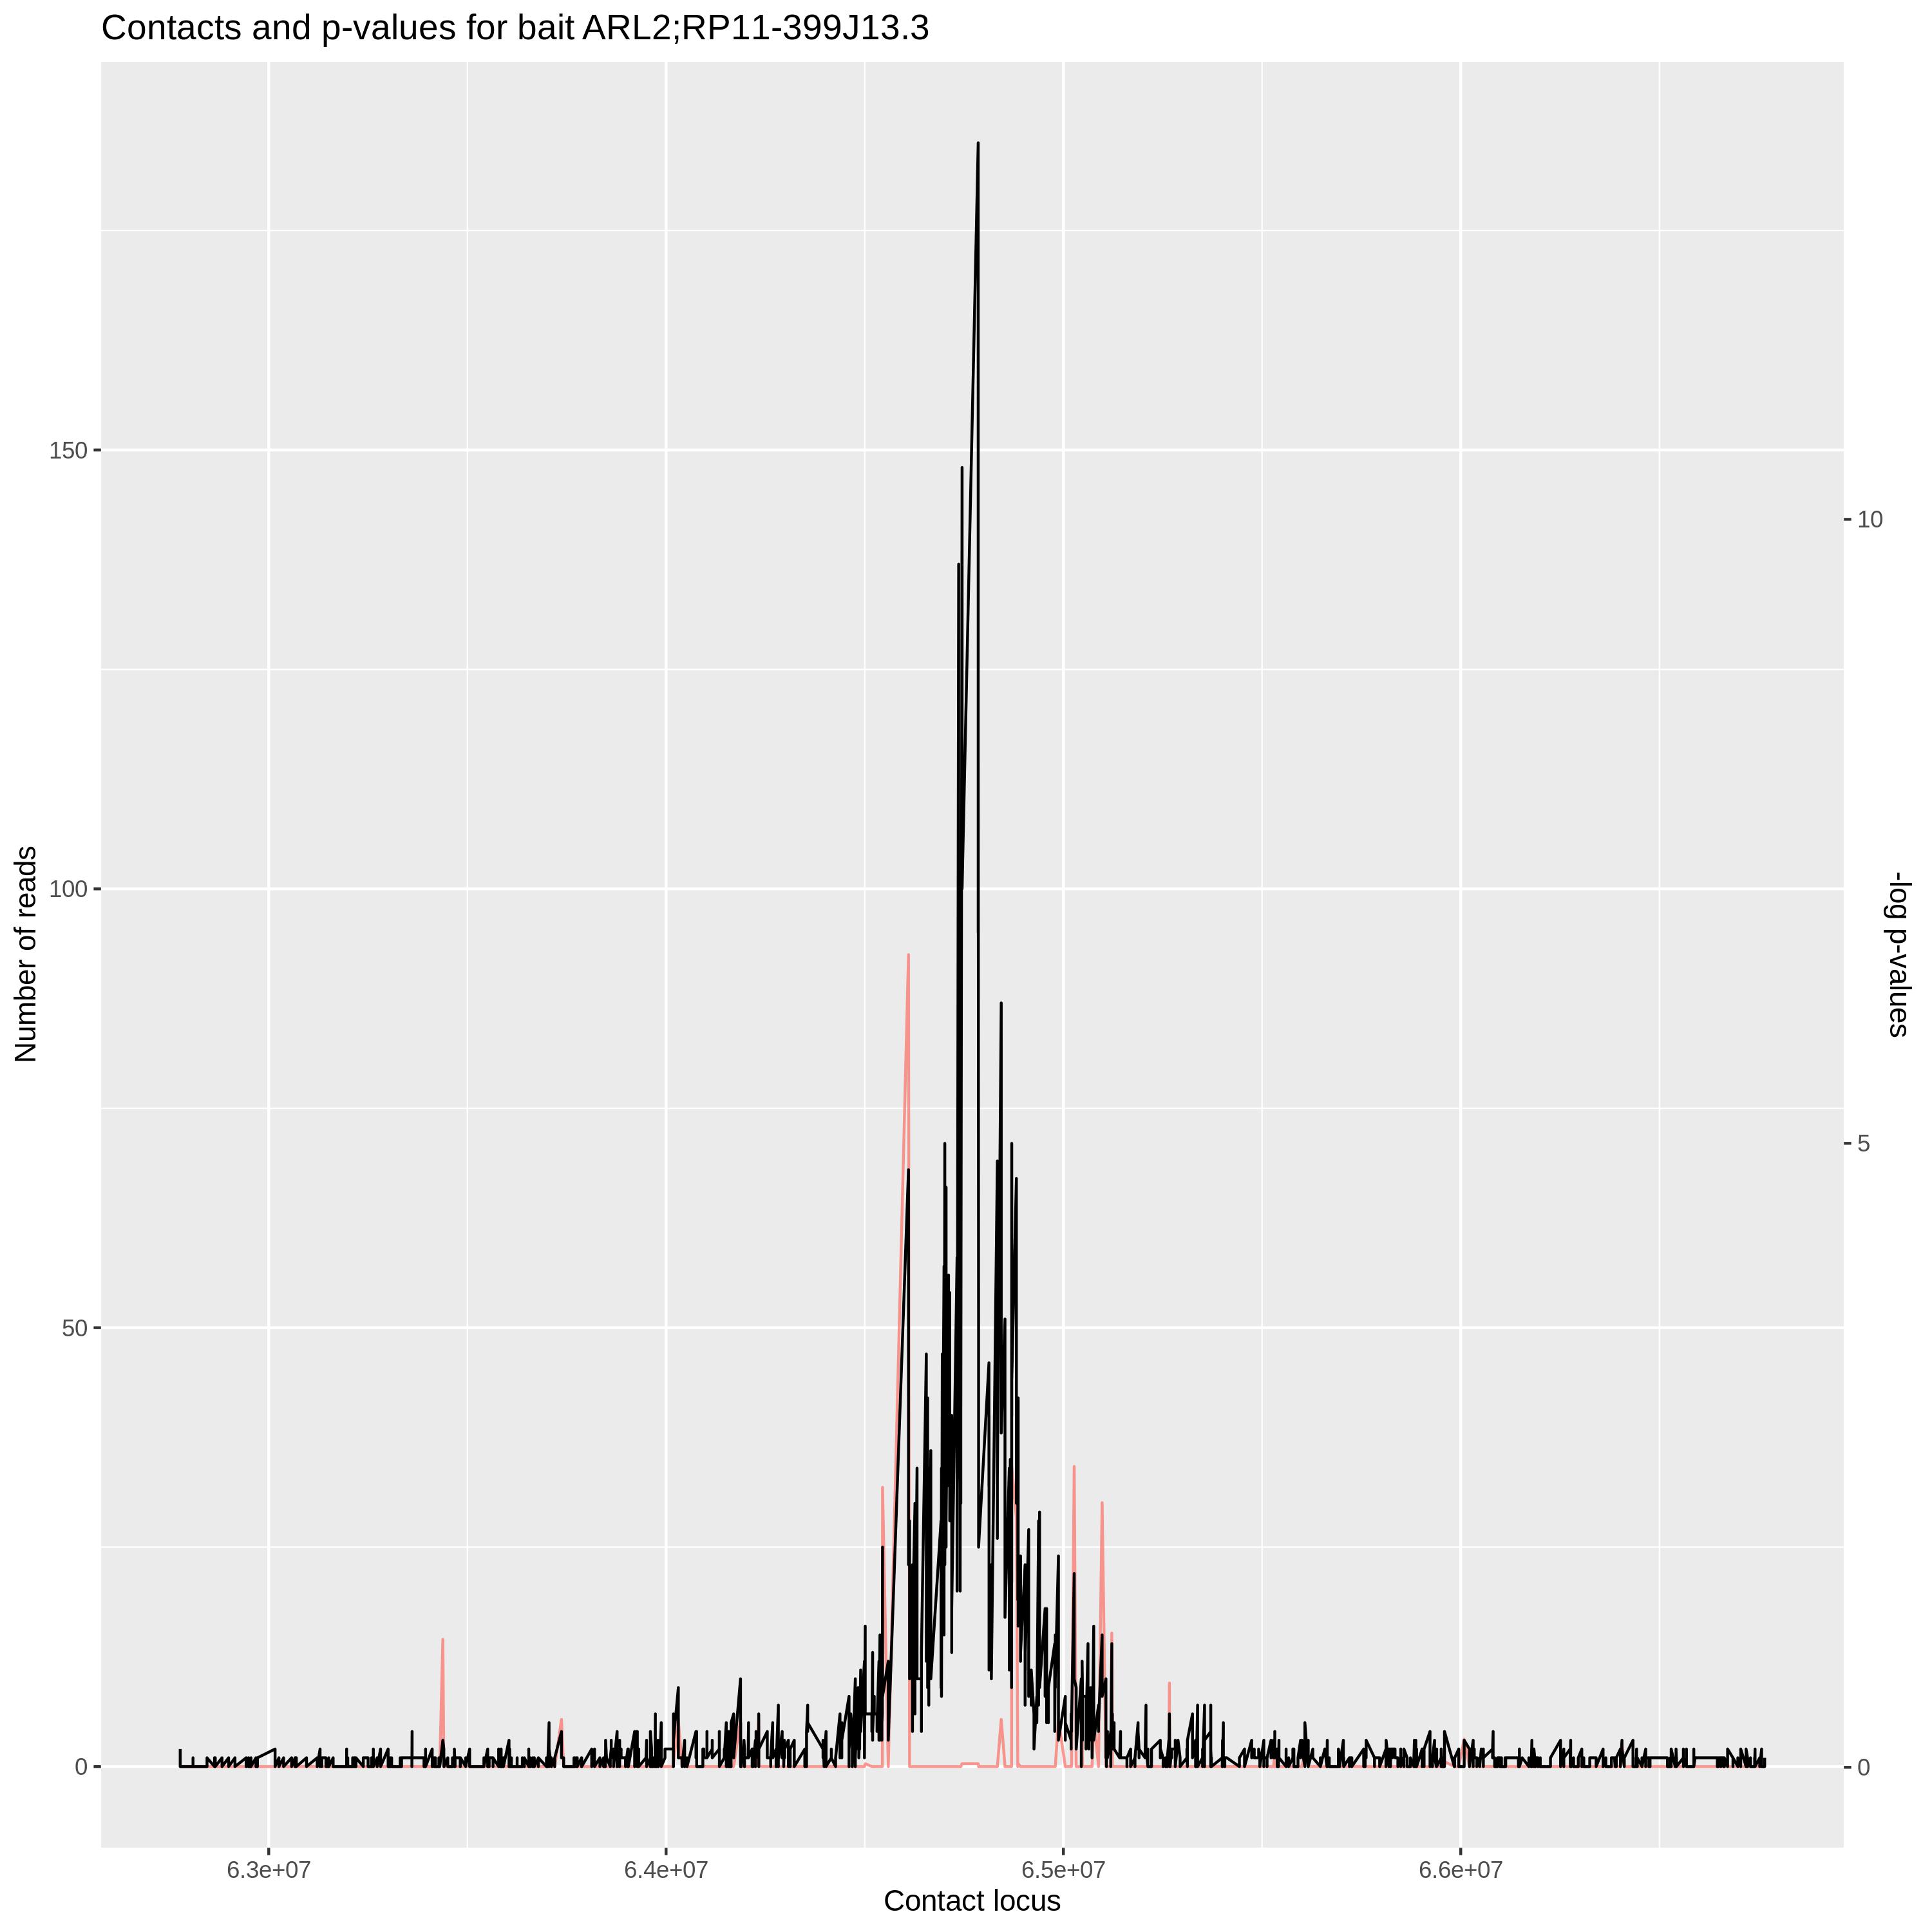 Contacts and p-values for bait ARL2;RP11-399J13.3
150
100
50
0
Number of reads
10
5
0
-log p-values
6.3e+07
6.4e+07
6.5e+07
6.6e+07
Contact locus